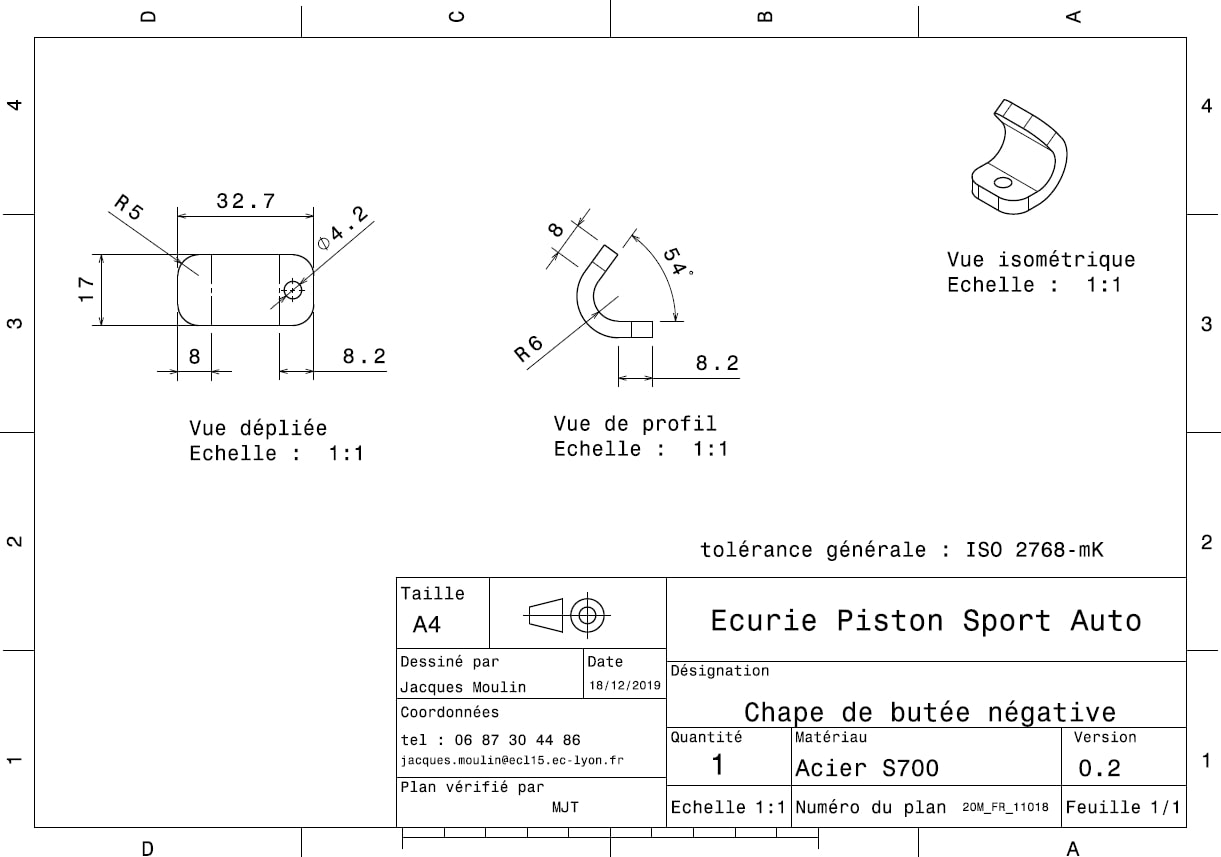 D C B A
4
4
32.7
R5
Ø4.2
17
8
8.2
Vue dépliée
Echelle : 1:1
8
54°
R6
8.2
Vue de profil
Echelle : 1:1
Vue isométrique
Echelle : 1:1
3
3
2
2
tolérance générale : ISO 2768-mK
Taille
A4
Ecurie Piston Sport Auto
Dessiné par
Jacques Moulin
Date
18/12/2019
Désignation
Chape de butée négative
Coordonnées
tel : 06 87 30 44 86
jacques.moulin@ecl15.ec-lyon.fr
Quantité
1
Matériau
Acier S700
Version
0.2
Plan vérifié par
MJT
Echelle 1:1
Numéro du plan 20M_FR_11018
Feuille 1/1
1
1
D A